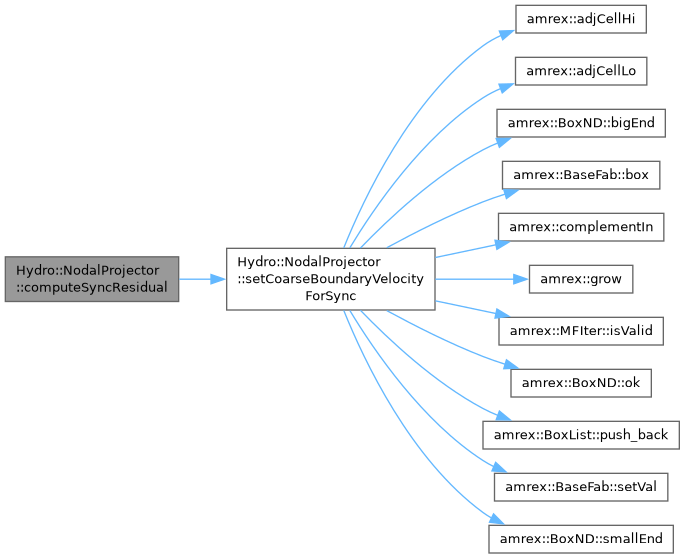 Hydro::NodalProjector
::computeSyncResidual
Hydro::NodalProjector
::setCoarseBoundaryVelocity
ForSync
amrex::adjCellHi
amrex::adjCellLo
amrex::BoxND::bigEnd
amrex::BaseFab::box
amrex::complementIn
amrex::grow
amrex::MFIter::isValid
amrex::BoxND::ok
amrex::BoxList::push_back
amrex::BaseFab::setVal
amrex::BoxND::smallEnd